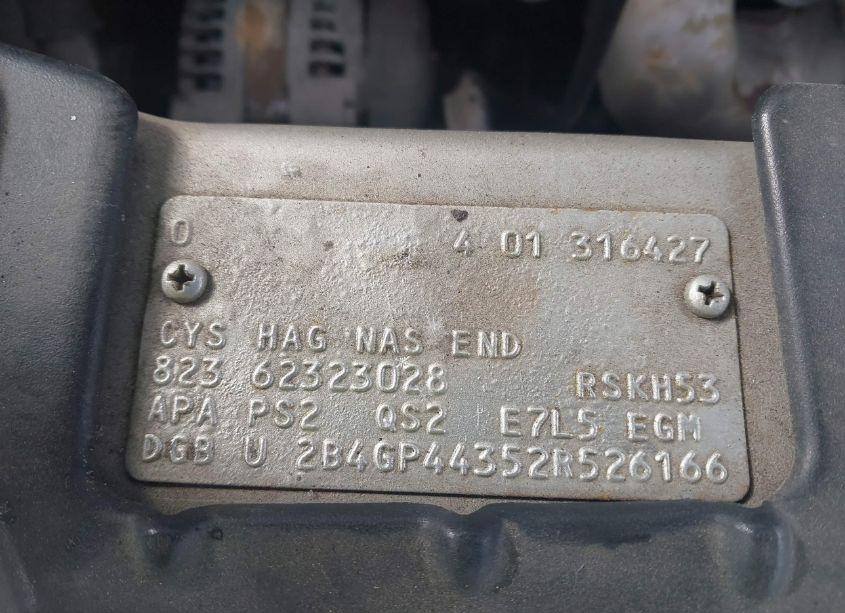 0 4 01 316427
CYS HAG NAS END
823 62323028 RSKH53
APA PS2 QS2 E7L5 EGM
DGB U 2B4GP44352R526166